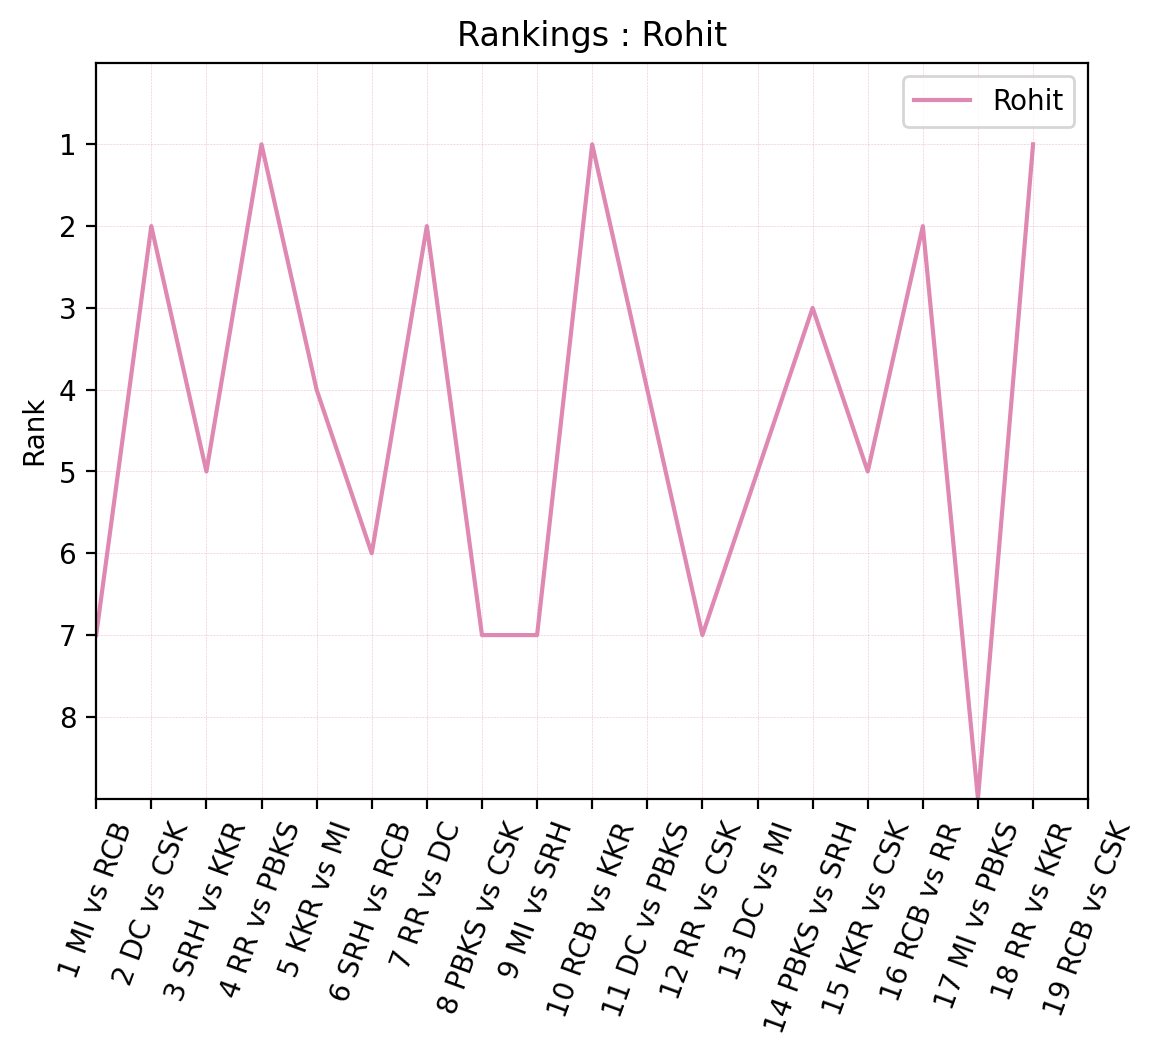 Rankings : Rohit
Rohit
Rank
1
2
3
4
5
6
7
8
1 MI vs RCB
2 DC vs CSK
3 SRH vs KKR
4 RR vs PBKS
5 KKR vs MI
6 SRH vs RCB
7 RR vs DC
8 PBKS vs CSK
9 MI vs SRH
10 RCB vs KKR
11 DC vs PBKS
12 RR vs CSK
13 DC vs MI
14 PBKS vs SRH
15 KKR vs CSK
16 RCB vs RR
17 MI vs PBKS
18 RR vs KKR
19 RCB vs CSK